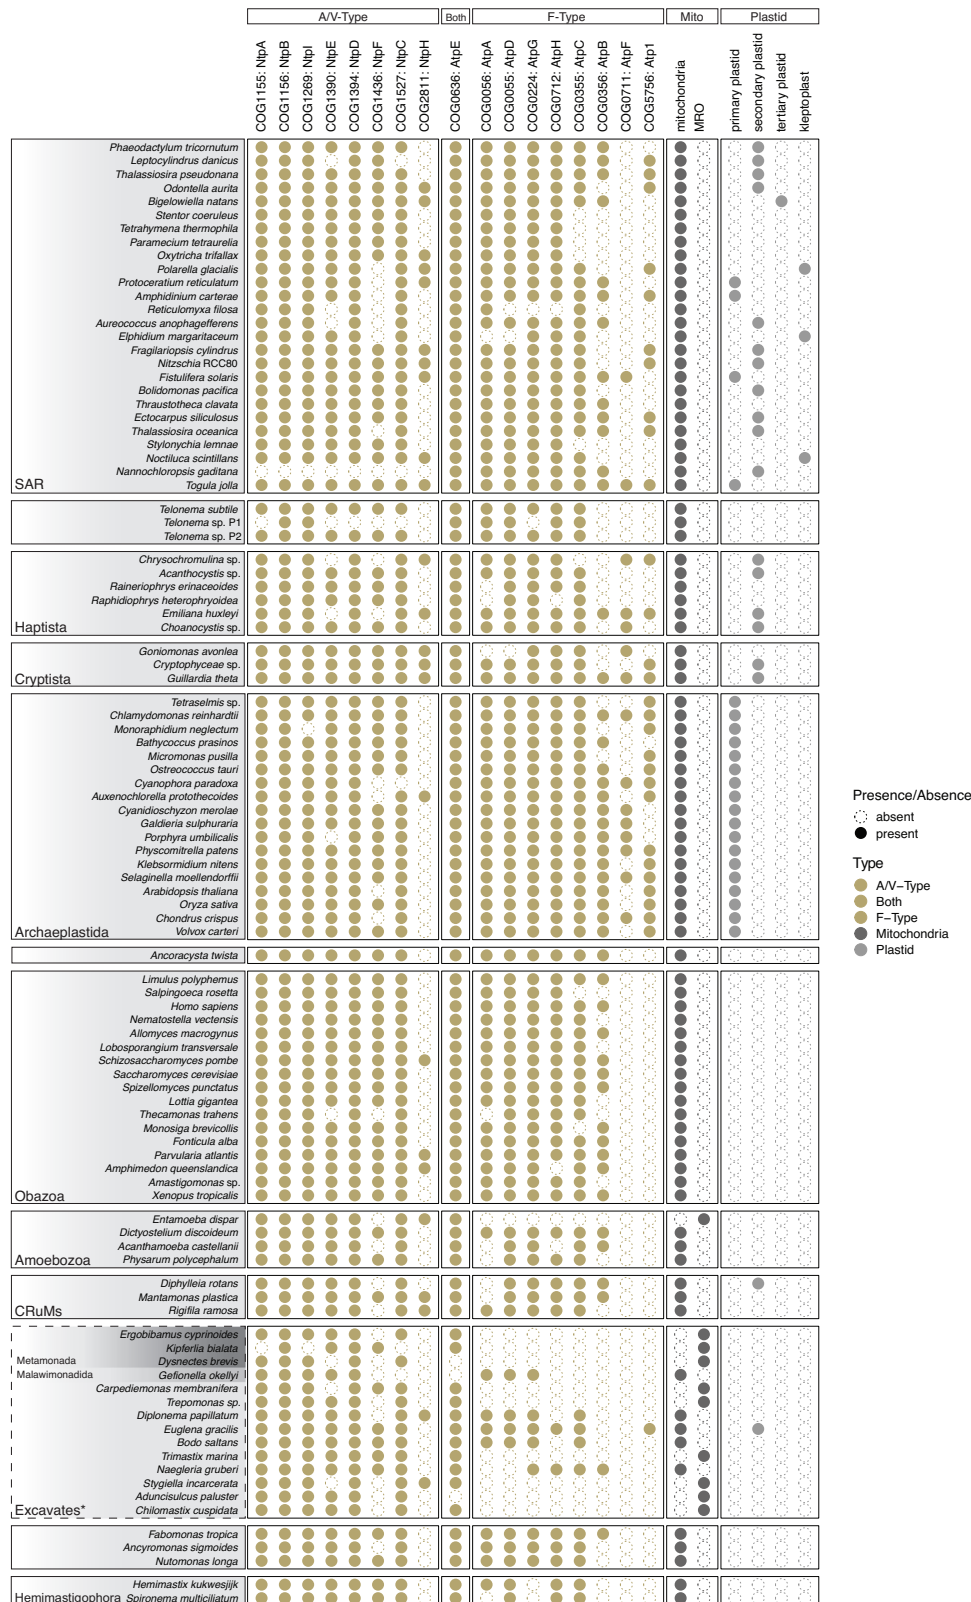 A/V-Type Both F-Type Mito Plastid
COG1155: NtpA
COG1156: NtpB
COG1269: NtpI
COG1390: NtpE
COG1394: NtpD
COG1436: NtpF
COG1527: NtpC
COG2811: NtpH
COG0636: AtpE
COG0056: AtpA
COG0055: AtpD
COG0224: AtpG
COG0712: AtpH
COG0355: AtpC
COG0356: AtpB
COG0711: AtpF
COG5756: Atp1
mitochondria
MRO
primary plastid
secondary plastid
tertiary plastid
kleptoplast
Phaeodactylum tricornutum
Leptocylindrus danicus
Thalassiosira pseudonana
Odontella aurita
Bigelowiella natans
Stentor coeruleus
Tetrahymena thermophila
Paramecium tetraurelia
Oxytricha trifallax
Polarella glacialis
Protoceratium reticulatum
Amphidinium carterae
Reticulomyxa filosa
Aureococcus anophagefferens
Elphidium margaritaceum
Fragilariopsis cylindrus
Nitzschia RCC80
Fistulifera solaris
Bolidomonas pacifica
Thraustotheca clavata
Ectocarpus siliculosus
Thalassiosira oceanica
Stylonychia lemnae
Noctiluca scintillans
Nannochloropsis gaditana
SAR Togula jolla
Telonema subtile
Telonema sp. P1
Telonema sp. P2
Chrysochromulina sp.
Acanthocystis sp.
Raineriophrys erinaceoides
Raphidiophrys heterophryoidea
Emiliana huxleyi
Haptista Choanocystis sp.
Goniomonas avonlea
Cryptophyceae sp.
Cryptista Guillardia theta
Tetraselmis sp.
Chlamydomonas reinhardtii
Monoraphidium neglectum
Bathycoccus prasinos
Micromonas pusilla
Ostreococcus tauri
Cyanophora paradoxa
Auxenochlorella protothecoides
Cyanidioschyzon merolae
Galdieria sulphuraria
Porphyra umbilicalis
Physcomitrella patens
Klebsormidium nitens
Selaginella moellendorffii
Arabidopsis thaliana
Oryza sativa
Chondrus crispus
Archaeplastida Volvox carteri
Ancoracysta twista
Limulus polyphemus
Salpingoeca rosetta
Homo sapiens
Nematostella vectensis
Allomyces macrogynus
Lobosporangium transversale
Schizosaccharomyces pombe
Saccharomyces cerevisiae
Spizellomyces punctatus
Lottia gigantea
Thecamonas trahens
Monosiga brevicollis
Fonticula alba
Parvularia atlantis
Amphimedon queenslandica
Amastigomonas sp.
Obazoa Xenopus tropicalis
Entamoeba dispar
Dictyostelium discoideum
Acanthamoeba castellanii
Amoebozoa Physarum polycephalum
Diphylleia rotans
Mantamonas plastica
CRuMs Rigifila ramosa
Ergobibamus cyprinoides
Kipferlia bialata
Metamonada Dysnectes brevis
Malawimonadida Gefionella okellyi
Carpediemonas membranifera
Trepomonas sp.
Diplonema papillatum
Euglena gracilis
Bodo saltans
Trimastix marina
Naegleria gruberi
Stygiella incarcerata
Aduncisulcus paluster
Excavates* Chilomastix cuspidata
Fabomonas tropica
Ancyromonas sigmoides
Nutomonas longa
Hemimastix kukwesjijk
Hemimastigophora Spironema multiciliatum
Presence/Absence
absent
present
Type
A/V-Type
Both
F-Type
Mitochondria
Plastid